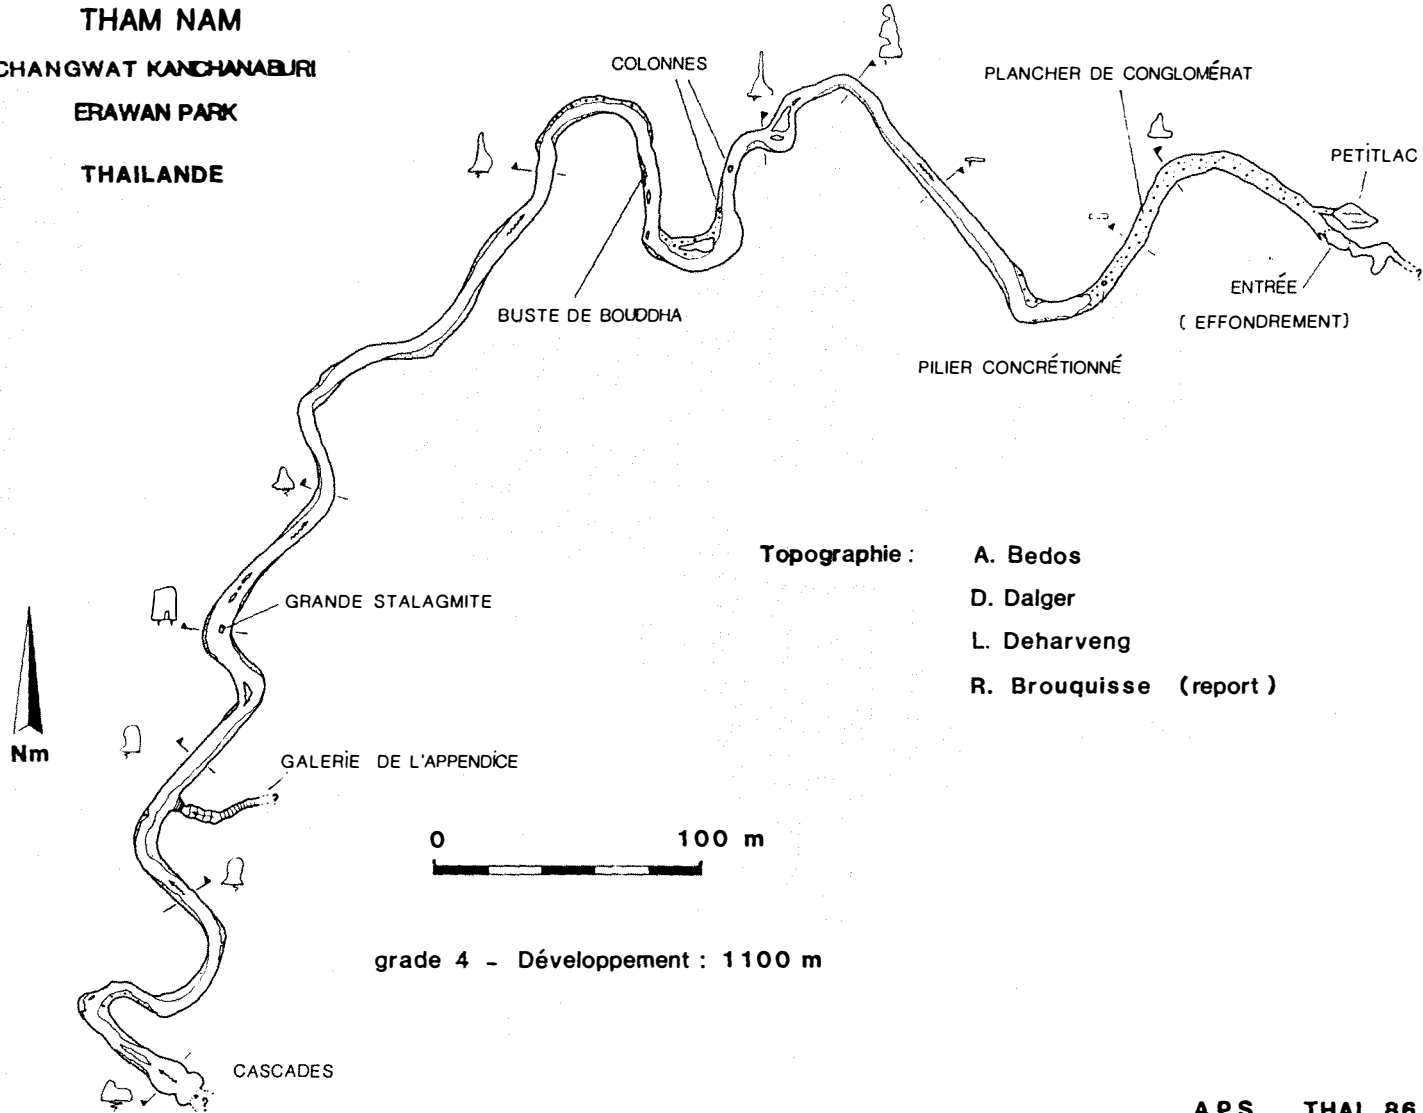 THAM NAM
CHANGWAT KANCHANABURI
ERAWAN PARK
THAILANDE
COLONNES
PLANCHER DE CONGLOMÉRAT
PETIT LAC
BUSTE DE BOUDDHA
ENTRÉE
( EFFONDREMENT)
?
PILIER CONCRÉTIONNÉ
GRANDE STALAGMITE
Topographie : A. Bedos
D. Dalger
L. Deharveng
R. Brouquisse (report )
Nm
GALERIE DE L'APPENDICE
?
0 100 m
grade 4 - Développement : 1100 m
CASCADES
?
A.P.S. THAI 86